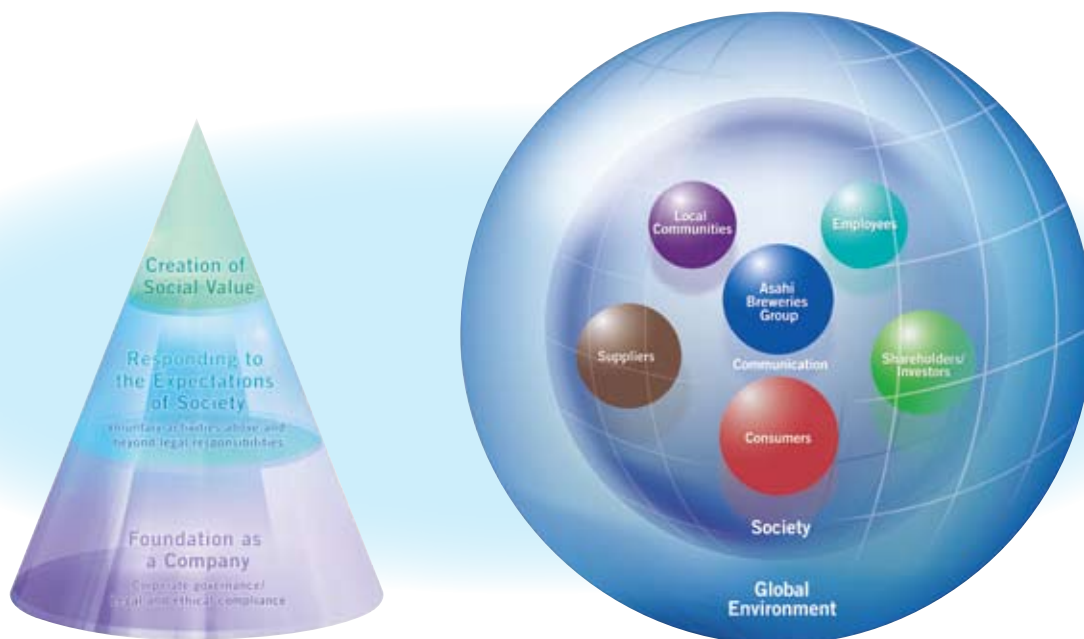 Creation of
Social Value
Responding to
the Expectations
of Society
Voluntary activities above and
beyond legal responsibilities
Foundation as
a Company
Corporate governance/
Legal and ethical compliance
Local
Communities
Employees
Asahi
Breweries
Group
Suppliers
Communication
Shareholders/
Investors
Consumers
Society
Global
Environment